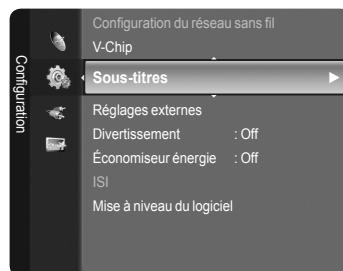 Configuration
Configuration du réseau sans fil
V-Chip
Sous-titres
Réglages externes
Divertissement : Off
Économiseur énergie : Off
ISI
Mise à niveau du logiciel